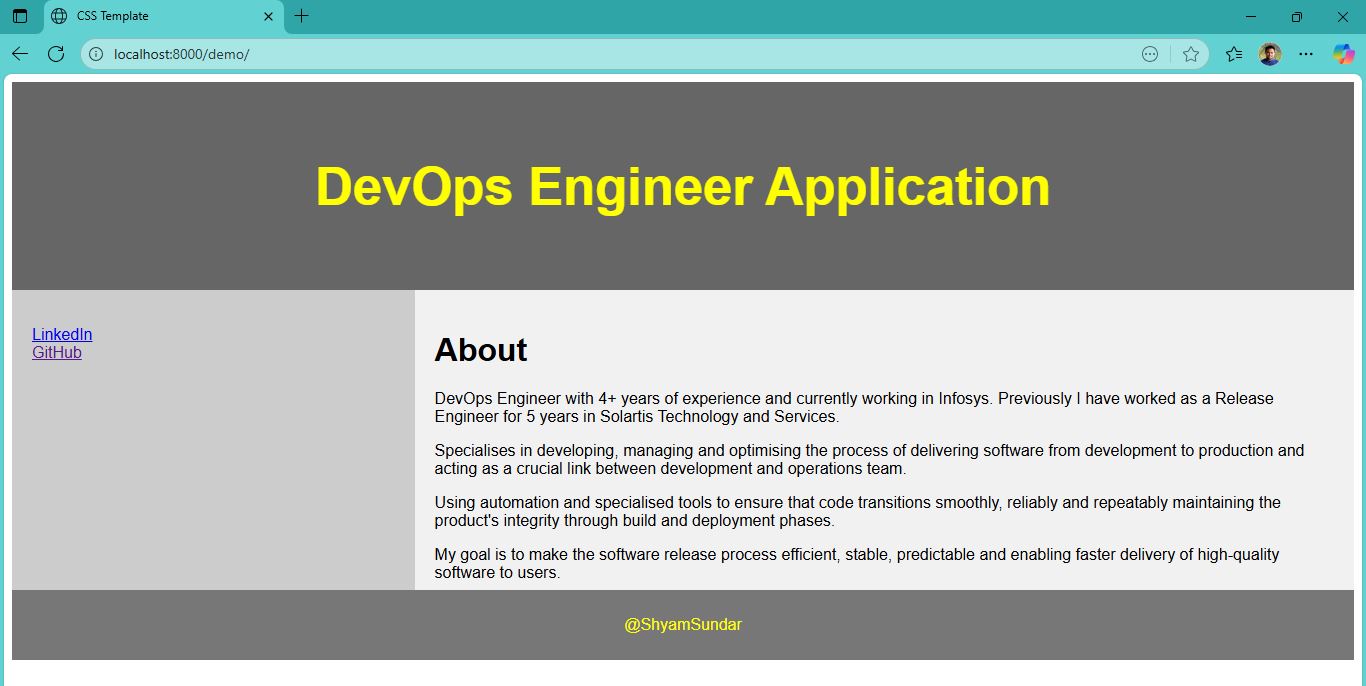 CSS Template
localhost:8000/demo/
DevOps Engineer Application
LinkedIn
GitHub
About
DevOps Engineer with 4+ years of experience and currently working in Infosys. Previously I have worked as a Release
Engineer for 5 years in Solartis Technology and Services.
Specialises in developing, managing and optimising the process of delivering software from development to production and
acting as a crucial link between development and operations team.
Using automation and specialised tools to ensure that code transitions smoothly, reliably and repeatably maintaining the
product's integrity through build and deployment phases.
My goal is to make the software release process efficient, stable, predictable and enabling faster delivery of high-quality
software to users.
@ShyamSundar